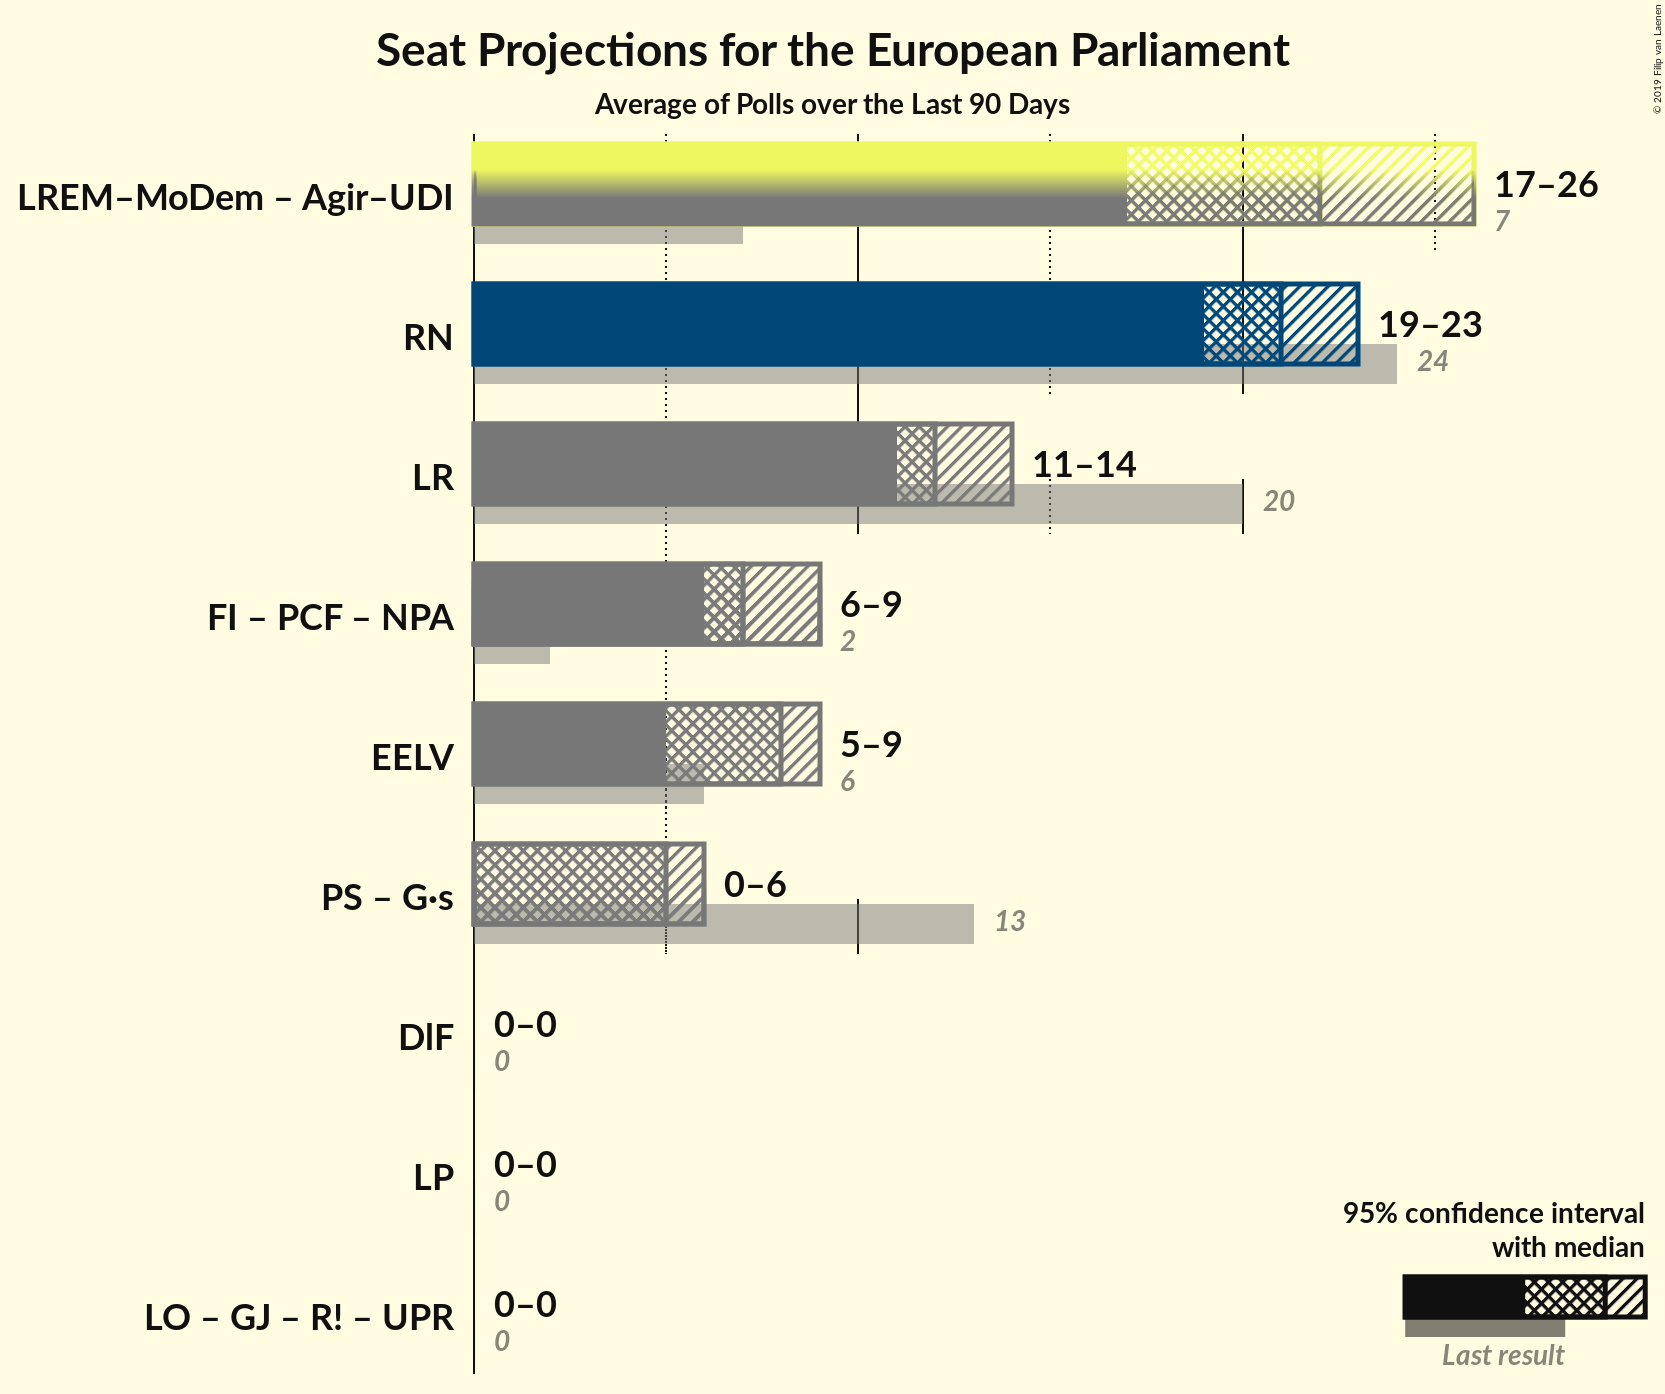 Seat Projections for the European Parliament
Average of Polls over the Last 90 Days
© 2019 Filip van Laenen
LREM–MoDem – Agir–UDI
17–26
7
RN
19–23
24
LR
11–14
20
FI – PCF – NPA
6–9
2
EELV
5–9
6
PS – G·s
0–6
13
DlF
0–0
0
LP
0–0
0
LO – GJ – R! – UPR
0–0
0
95% confidence interval
with median
Last result